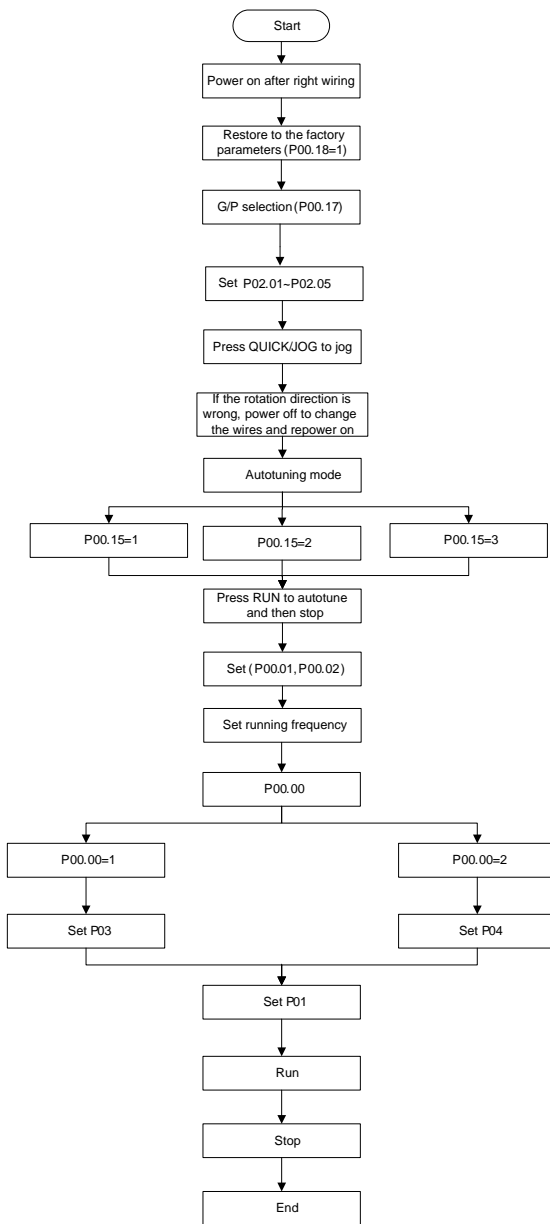 Start
Power on after right wiring
Restore to the factory
parameters (P00.18=1)
G/P selection (P00.17)
Set P02.01~P02.05
Press QUICK/JOG to jog
If the rotation direction is
wrong, power off to change
the wires and repower on
Autotuning mode
P00.15=1
P00.15=2
P00.15=3
Press RUN to autotune
and then stop
Set (P00.01, P00.02)
Set running frequency
P00.00
P00.00=1
P00.00=2
Set P03
Set P04
Set P01
Run
Stop
End